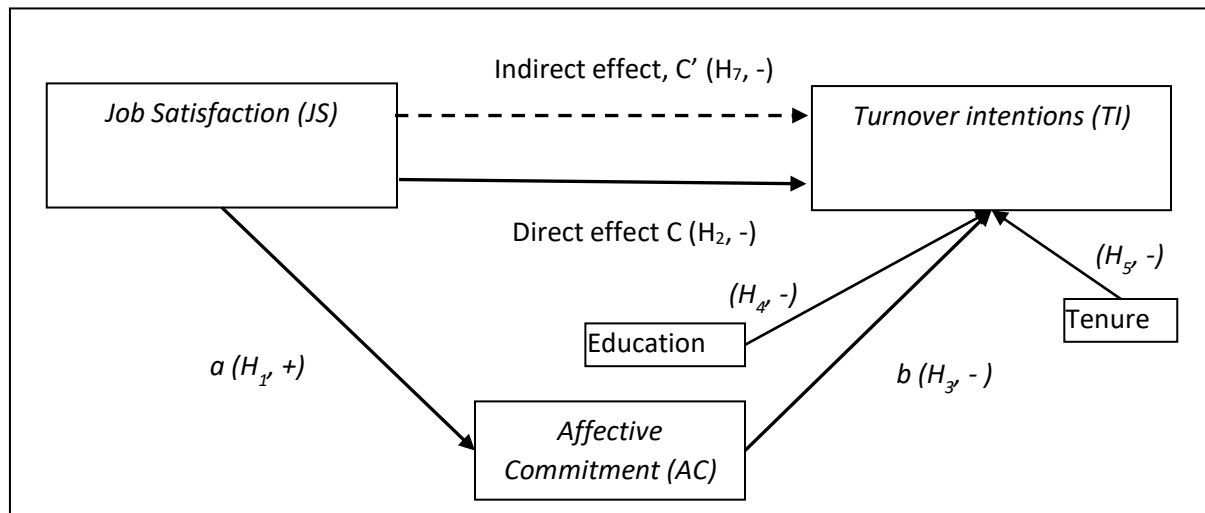 Indirect effect, C’ (H₇, -)
Job Satisfaction (JS)
Turnover intentions (TI)
Direct effect C (H₂, -)
(H₅, -)
(H₄, -)
Tenure
Education
a (H₁, +)
b (H₃, - )
Affective
Commitment (AC)